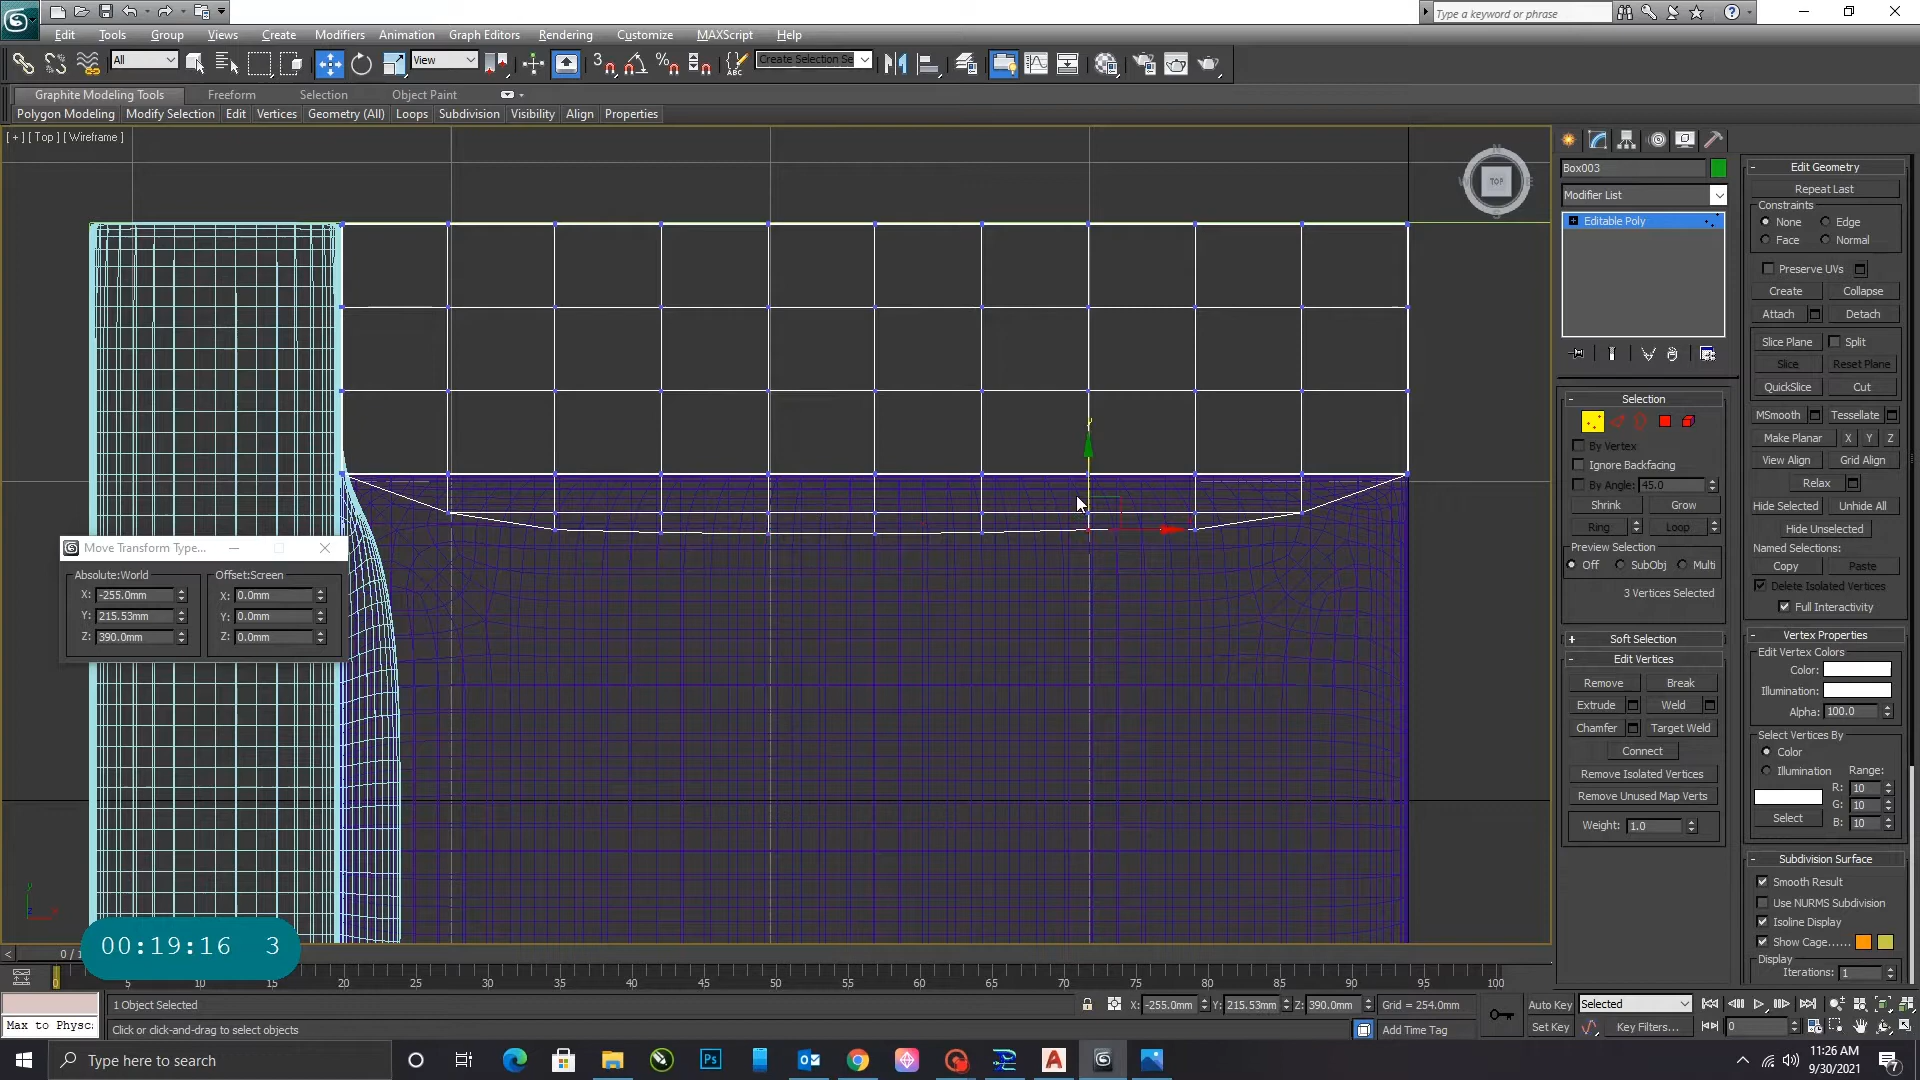 Type a keyword or phrase
Edit Tools Group Views Create Modifiers Animation Graph Editors Rendering Customize MAXScript Help
All View Create Selection Se
Graphite Modeling Tools Freeform Selection Object Paint
Polygon Modeling Modify Selection Edit Vertices Geometry (All) Loops Subdivision Visibility Align Properties
[ + ] [ Top ] [ Wireframe ]
TOP
Box003
Modifier List
Editable Poly
Selection
By Vertex
Ignore Backfacing
By Angle: 45.0
Shrink Grow
Ring Loop
Preview Selection
Off SubObj Multi
3 Vertices Selected
Soft Selection
Edit Vertices
Remove Break
Extrude Weld
Chamfer Target Weld
Connect
Remove Isolated Vertices
Remove Unused Map Verts
Weight: 1.0
Edit Geometry
Repeat Last
Constraints
None Edge
Face Normal
Preserve UVs
Create Collapse
Attach Detach
Slice Plane Split
Slice Reset Plane
QuickSlice Cut
MSmooth Tessellate
Make Planar X Y Z
View Align Grid Align
Relax
Hide Selected Unhide All
Hide Unselected
Named Selections:
Copy Paste
Delete Isolated Vertices
Full Interactivity
Vertex Properties
Edit Vertex Colors
Color:
Illumination:
Alpha: 100.0
Select Vertices By
Color
Illumination Range:
R: 10
G: 10
B: 10
Select
Subdivision Surface
Smooth Result
Use NURMS Subdivision
Isoline Display
Show Cage......
Display
Iterations: 1
Move Transform Type...
Absolute:World Offset:Screen
X: -255.0mm X: 0.0mm
Y: 215.53mm Y: 0.0mm
Z: 390.0mm Z: 0.0mm
00:19:16 3
0 5 10 15 20 25 30 35 40 45 50 55 60 65 70 75 80 85 90 95 100
1 Object Selected X: -255.0mm Y: 215.53mm Z: 390.0mm Grid = 254.0mm Auto Key Selected
Max to Physc: Click or click-and-drag to select objects Add Time Tag Set Key Key Filters... 0
Type here to search
11:26 AM
9/30/2021
7